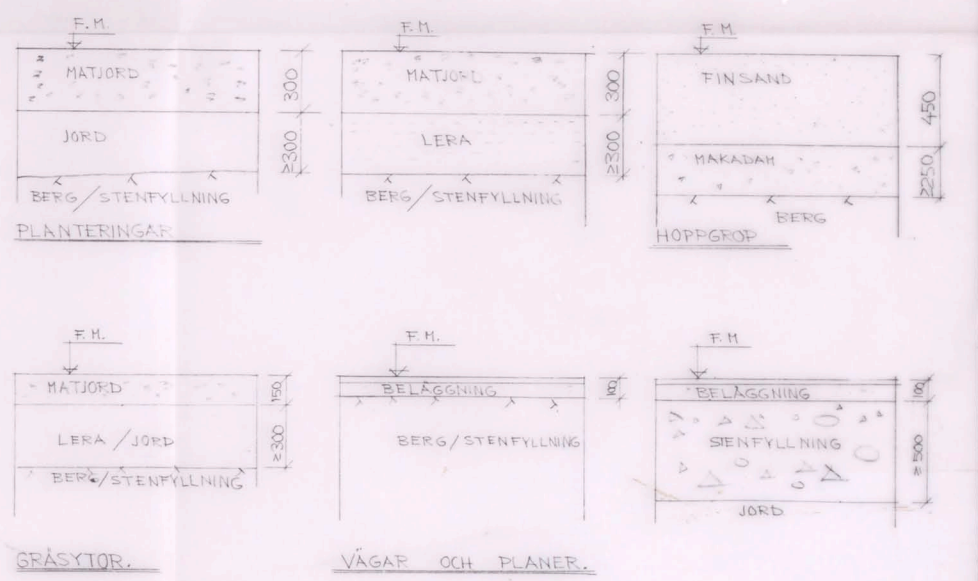 F.M.
MATJORD
300
JORD
≥300
BERG/STENFYLLNING
PLANTERINGAR
F.M.
MATJORD
300
LERA
≥300
BERG/STENFYLLNING
F.M.
FINSAND
450
MAKADAM
≥250
BERG
HOPPGROP
F.M.
MATJORD
150
LERA/JORD
≥300
BERG/STENFYLLNING
GRÄSYTOR.
F.M.
BELÄGGNING
100
BERG/STENFYLLNING
VÄGAR OCH PLANER.
F.M
BELÄGGNING
100
STENFYLLNING
≥500
JORD